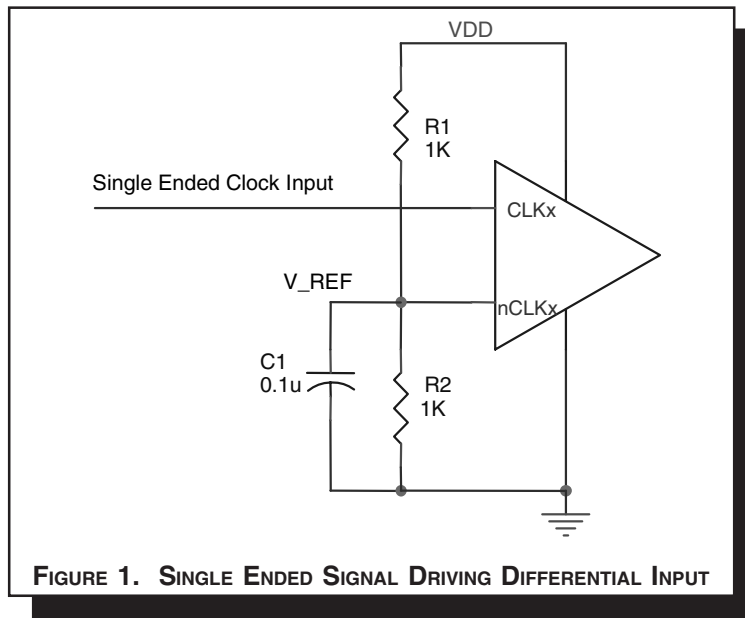 VDD
R1
1K
Single Ended Clock Input
CLKx
V_REF
nCLKx
C1
0.1u
R2
1K
FIGURE 1. SINGLE ENDED SIGNAL DRIVING DIFFERENTIAL INPUT